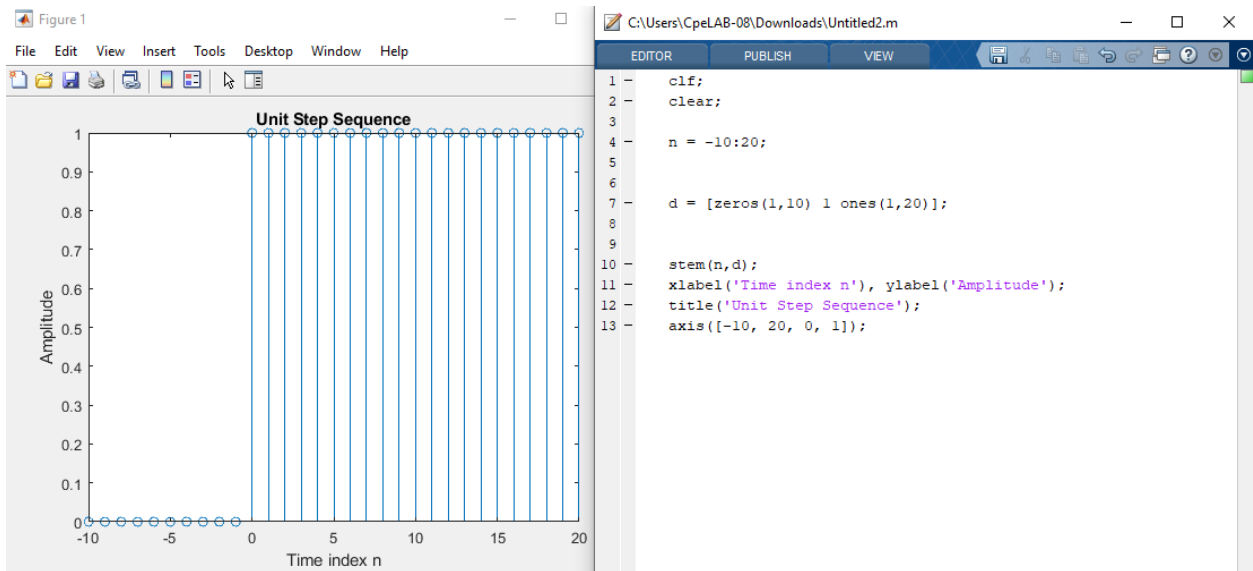 Figure 1
File Edit View Insert Tools Desktop Window Help
Unit Step Sequence
1
0.9
0.8
0.7
0.6
0.5
0.4
0.3
0.2
0.1
0
Amplitude
-10 -5 0 5 10 15 20
Time index n
C:\Users\CpeLAB-08\Downloads\Untitled2.m
EDITOR PUBLISH VIEW
1 – clf;
2 – clear;
3
4 – n = -10:20;
5
6
7 – d = [zeros(1,10) 1 ones(1,20)];
8
9
10 – stem(n,d);
11 – xlabel('Time index n'), ylabel('Amplitude');
12 – title('Unit Step Sequence');
13 – axis([-10, 20, 0, 1]);